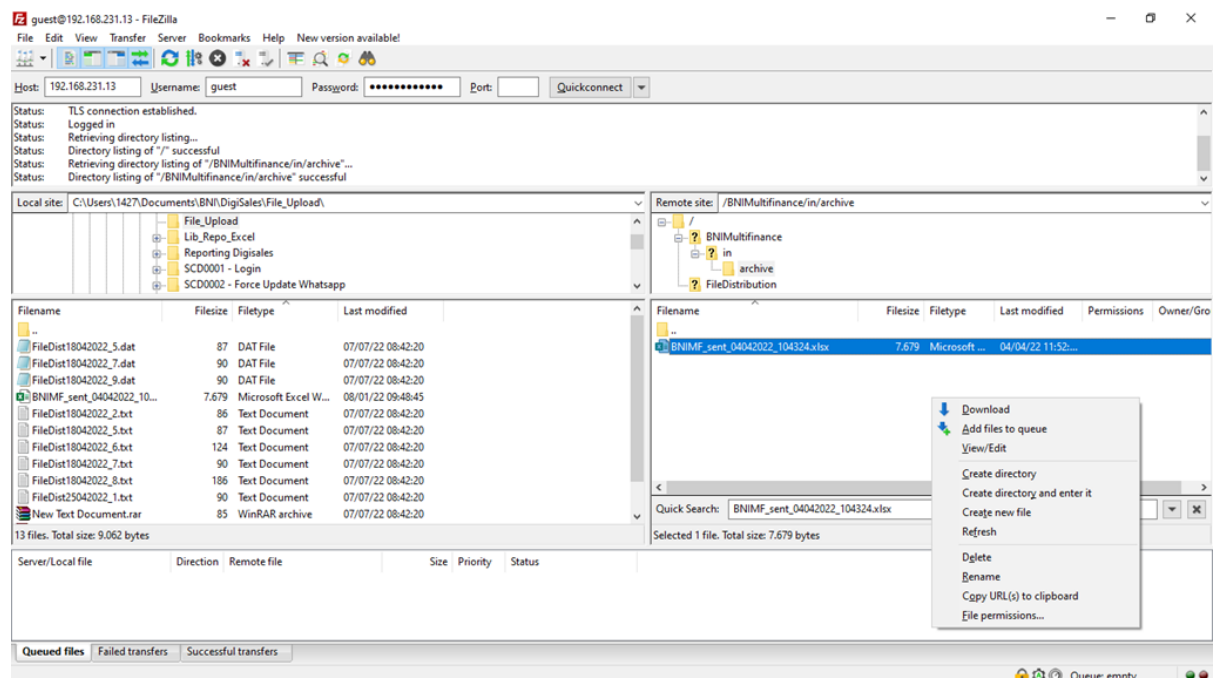 guest@192.168.231.13 - FileZilla
File Edit View Transfer Server Bookmarks Help New version available!
Host: 192.168.231.13 Username: guest Password: ●●●●●●●●●●●● Port: Quickconnect
Status: TLS connection established.
Status: Logged in
Status: Retrieving directory listing...
Status: Directory listing of "/" successful
Status: Retrieving directory listing of "/BNIMultifinance/in/archive"...
Status: Directory listing of "/BNIMultifinance/in/archive" successful
Local site: C:\Users\1427\Documents\BNI\DigiSales\File_Upload\
File_Upload
Lib_Repo_Excel
Reporting Digisales
SCD0001 - Login
SCD0002 - Force Update Whatsapp
Filename Filesize Filetype Last modified
..
FileDist18042022_5.dat 87 DAT File 07/07/22 08:42:20
FileDist18042022_7.dat 90 DAT File 07/07/22 08:42:20
FileDist18042022_9.dat 90 DAT File 07/07/22 08:42:20
BNIMF_sent_04042022_10... 7.679 Microsoft Excel W... 08/01/22 09:48:45
FileDist18042022_2.txt 86 Text Document 07/07/22 08:42:20
FileDist18042022_5.txt 87 Text Document 07/07/22 08:42:20
FileDist18042022_6.txt 124 Text Document 07/07/22 08:42:20
FileDist18042022_7.txt 90 Text Document 07/07/22 08:42:20
FileDist18042022_8.txt 186 Text Document 07/07/22 08:42:20
FileDist25042022_1.txt 90 Text Document 07/07/22 08:42:20
New Text Document.rar 85 WinRAR archive 07/07/22 08:42:20
13 files. Total size: 9.062 bytes
Remote site: /BNIMultifinance/in/archive
/
? BNIMultifinance
? in
archive
? FileDistribution
Filename Filesize Filetype Last modified Permissions Owner/Gro
..
BNIMF_sent_04042022_104324.xlsx 7.679 Microsoft ... 04/04/22 11:52:...
Download
Add files to queue
View/Edit
Create directory
Create directory and enter it
Create new file
Refresh
Delete
Rename
Copy URL(s) to clipboard
File permissions...
Quick Search: BNIMF_sent_04042022_104324.xlsx
Selected 1 file. Total size: 7.679 bytes
Server/Local file Direction Remote file Size Priority Status
Queued files Failed transfers Successful transfers
Queue: empty